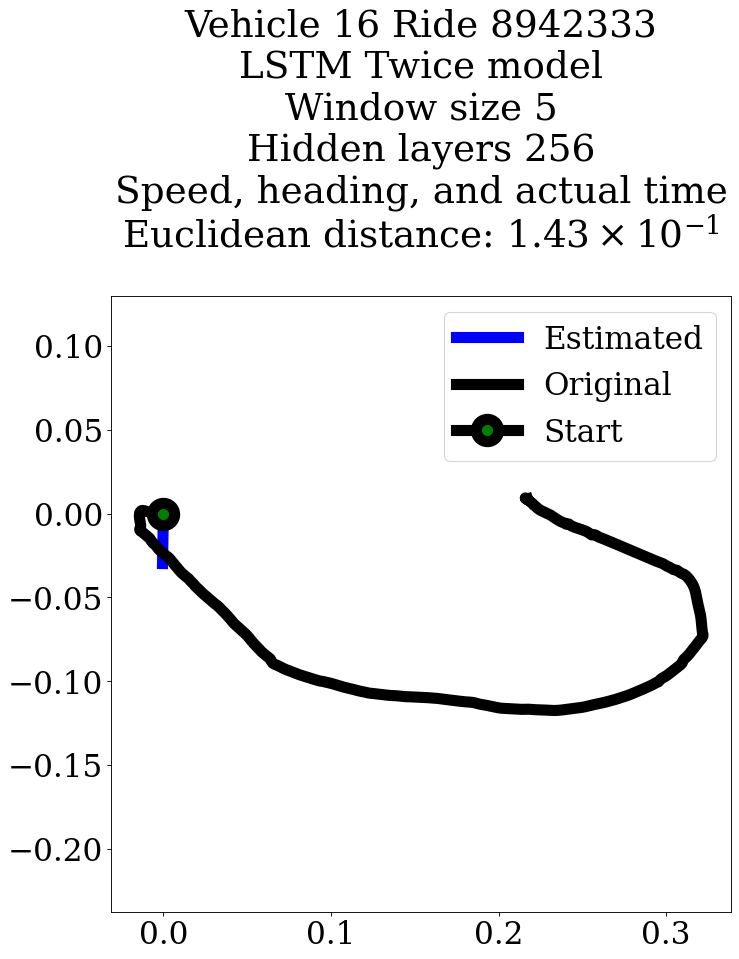 Vehicle 16 Ride 8942333
LSTM Twice model
Window size 5
Hidden layers 256
Speed, heading, and actual time
Euclidean distance: 1.43 × 10⁻¹
Estimated
Original
Start
0.10
0.05
0.00
−0.05
−0.10
−0.15
−0.20
0.0 0.1 0.2 0.3